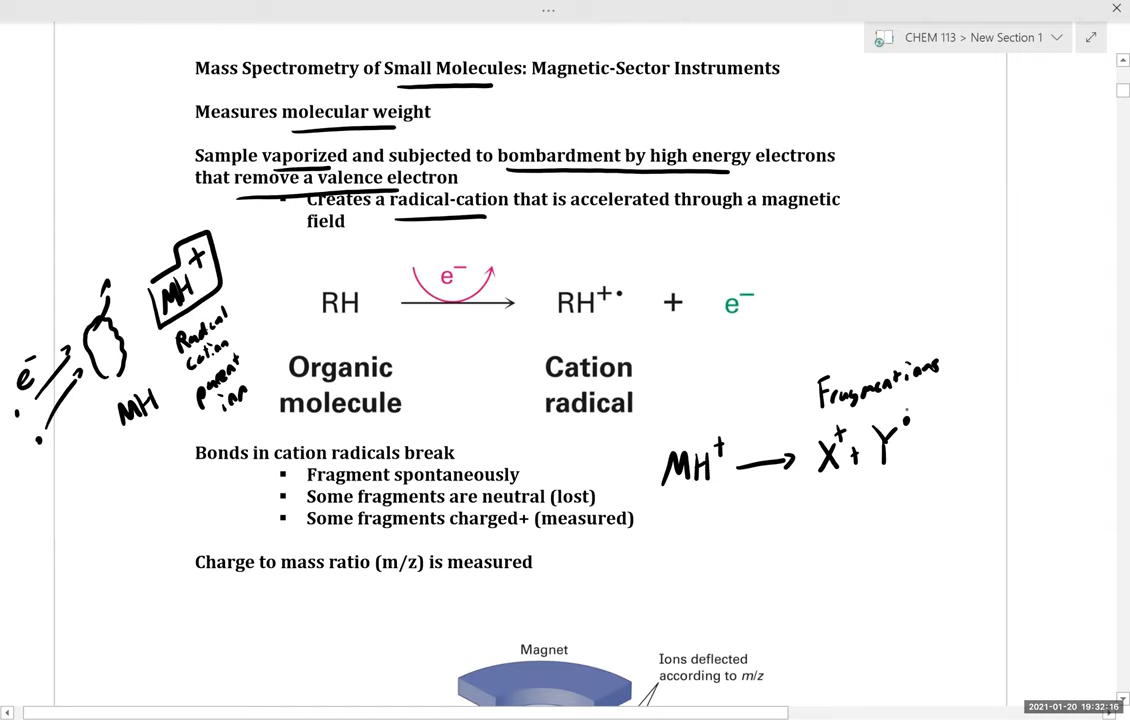 CHEM 113 > New Section 1
Mass Spectrometry of Small Molecules: Magnetic-Sector Instruments
Measures molecular weight
Sample vaporized and subjected to bombardment by high energy electrons
that remove a valence electron
▪ Creates a radical-cation that is accelerated through a magnetic
field
MH+
Radical
cation
parent
ion
e-
MH
e−
RH
RH+•
+
e−
Organic
molecule
Cation
radical
Fragmentions
MH+ → X+ + Y•
Bonds in cation radicals break
▪ Fragment spontaneously
▪ Some fragments are neutral (lost)
▪ Some fragments charged+ (measured)
Charge to mass ratio (m/z) is measured
Magnet
Ions deflected
according to m/z
2021-01-20 19:32:16